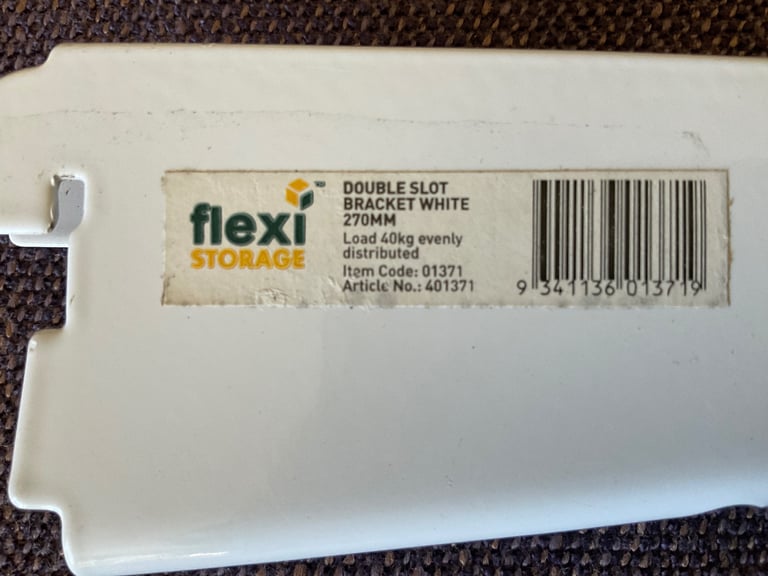 flexi
STORAGE
DOUBLE SLOT
BRACKET WHITE
270MM
Load 40kg evenly
distributed
Item Code: 01371
Article No.: 401371
9 341136 013719